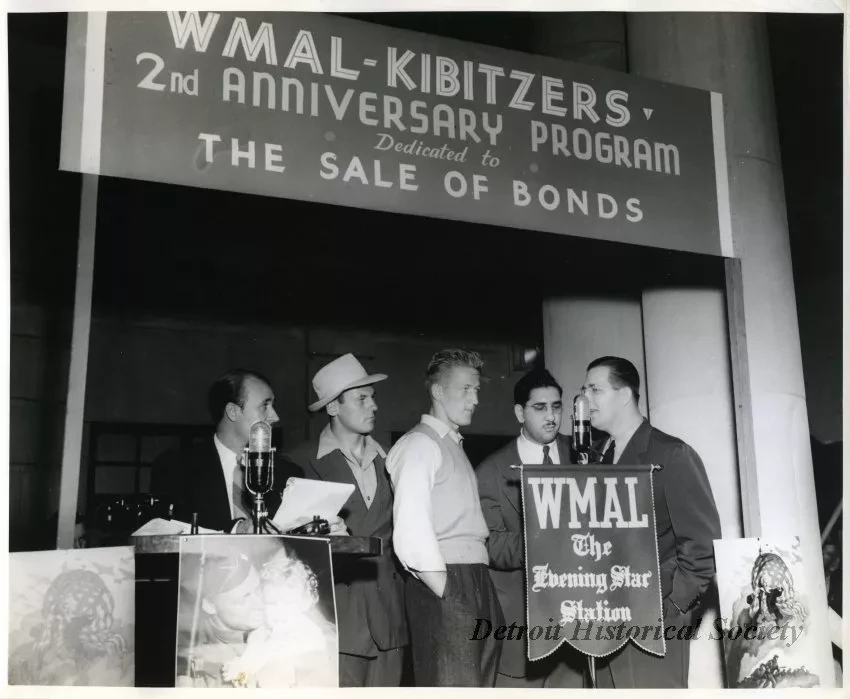 WMAL-KIBITZERS
2nd ANNIVERSARY PROGRAM
Dedicated to
THE SALE OF BONDS
WMAL
The
Evening Star
Station
Detroit Historical Society